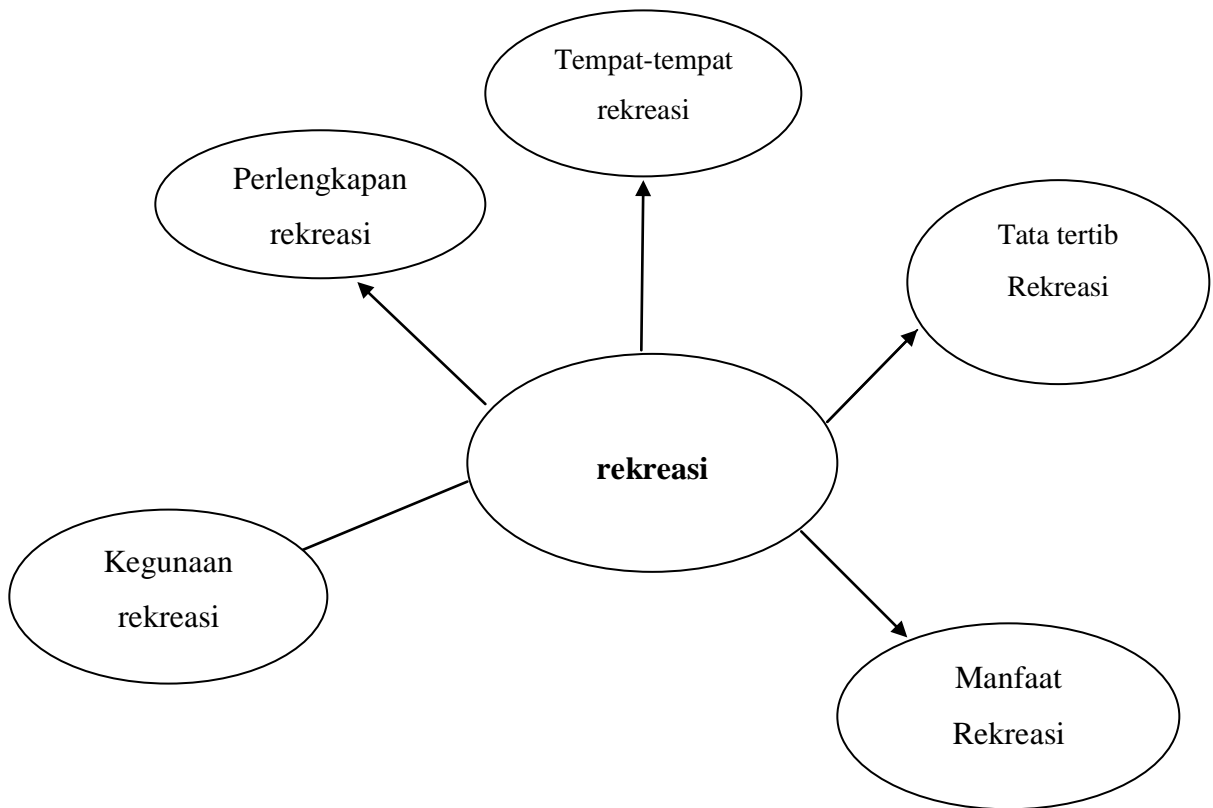 Tempat-tempat
rekreasi
Perlengkapan
rekreasi
Tata tertib
Rekreasi
rekreasi
Kegunaan
rekreasi
Manfaat
Rekreasi